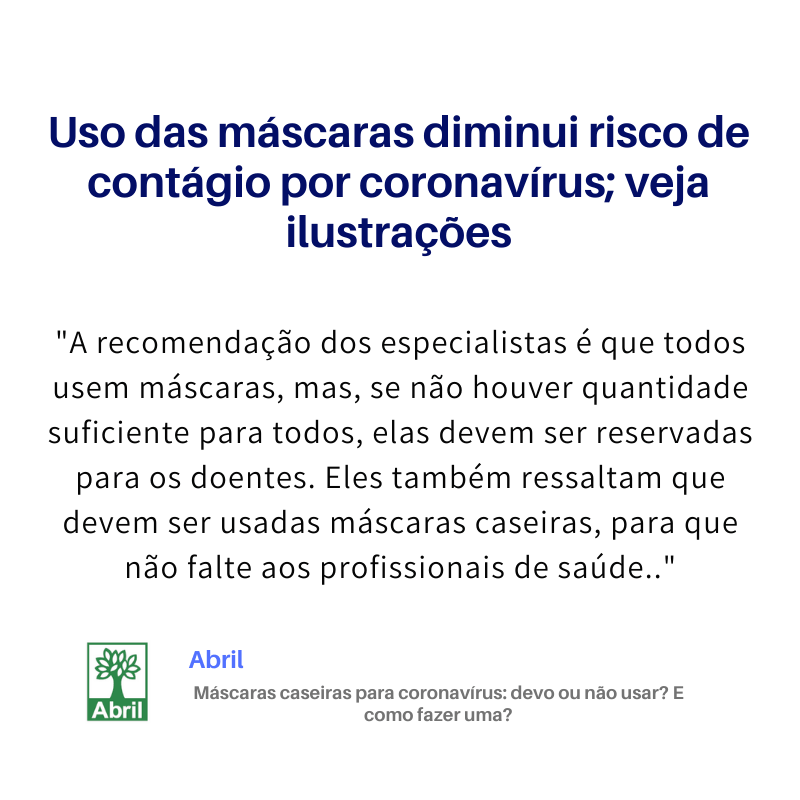 Uso das máscaras diminui risco de
contágio por coronavírus; veja
ilustrações
"A recomendação dos especialistas é que todos
usem máscaras, mas, se não houver quantidade
suficiente para todos, elas devem ser reservadas
para os doentes. Eles também ressaltam que
devem ser usadas máscaras caseiras, para que
não falte aos profissionais de saúde.."
Abril
Abril
Máscaras caseiras para coronavírus: devo ou não usar? E
como fazer uma?